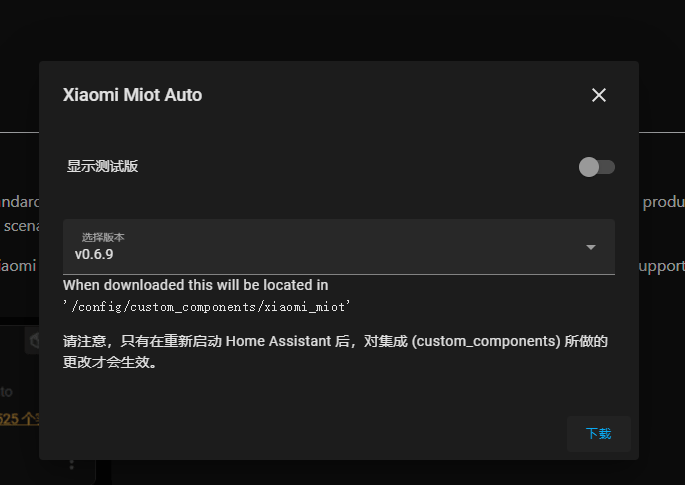 Xiaomi Miot Auto
显示测试版
produ
scena
选择版本
v0.6.9
upport
When downloaded this will be located in
'/config/custom_components/xiaomi_miot'
请注意，只有在重新启动 Home Assistant 后，对集成 (custom_components) 所做的
更改才会生效。
525 个
下载